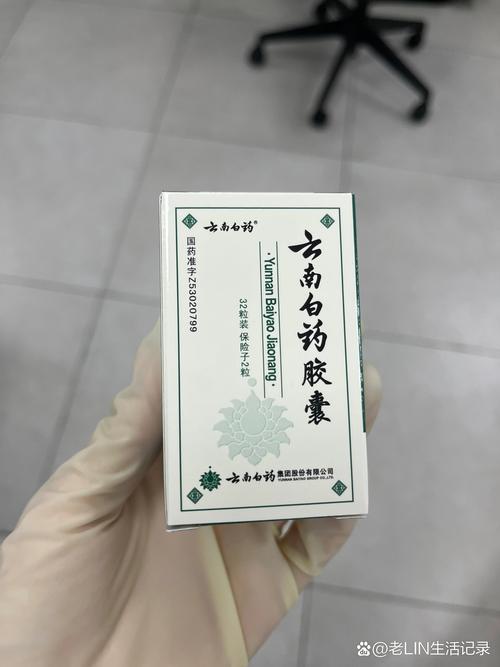 云南白药®
国药准字Z53020799
云南白药胶囊
·Yunnan Baiyao Jiaonang·
32粒装 保险子2粒
云南白药集团股份有限公司
YUNNAN BAIYAO GROUP CO.,LTD.
@老LIN生活记录